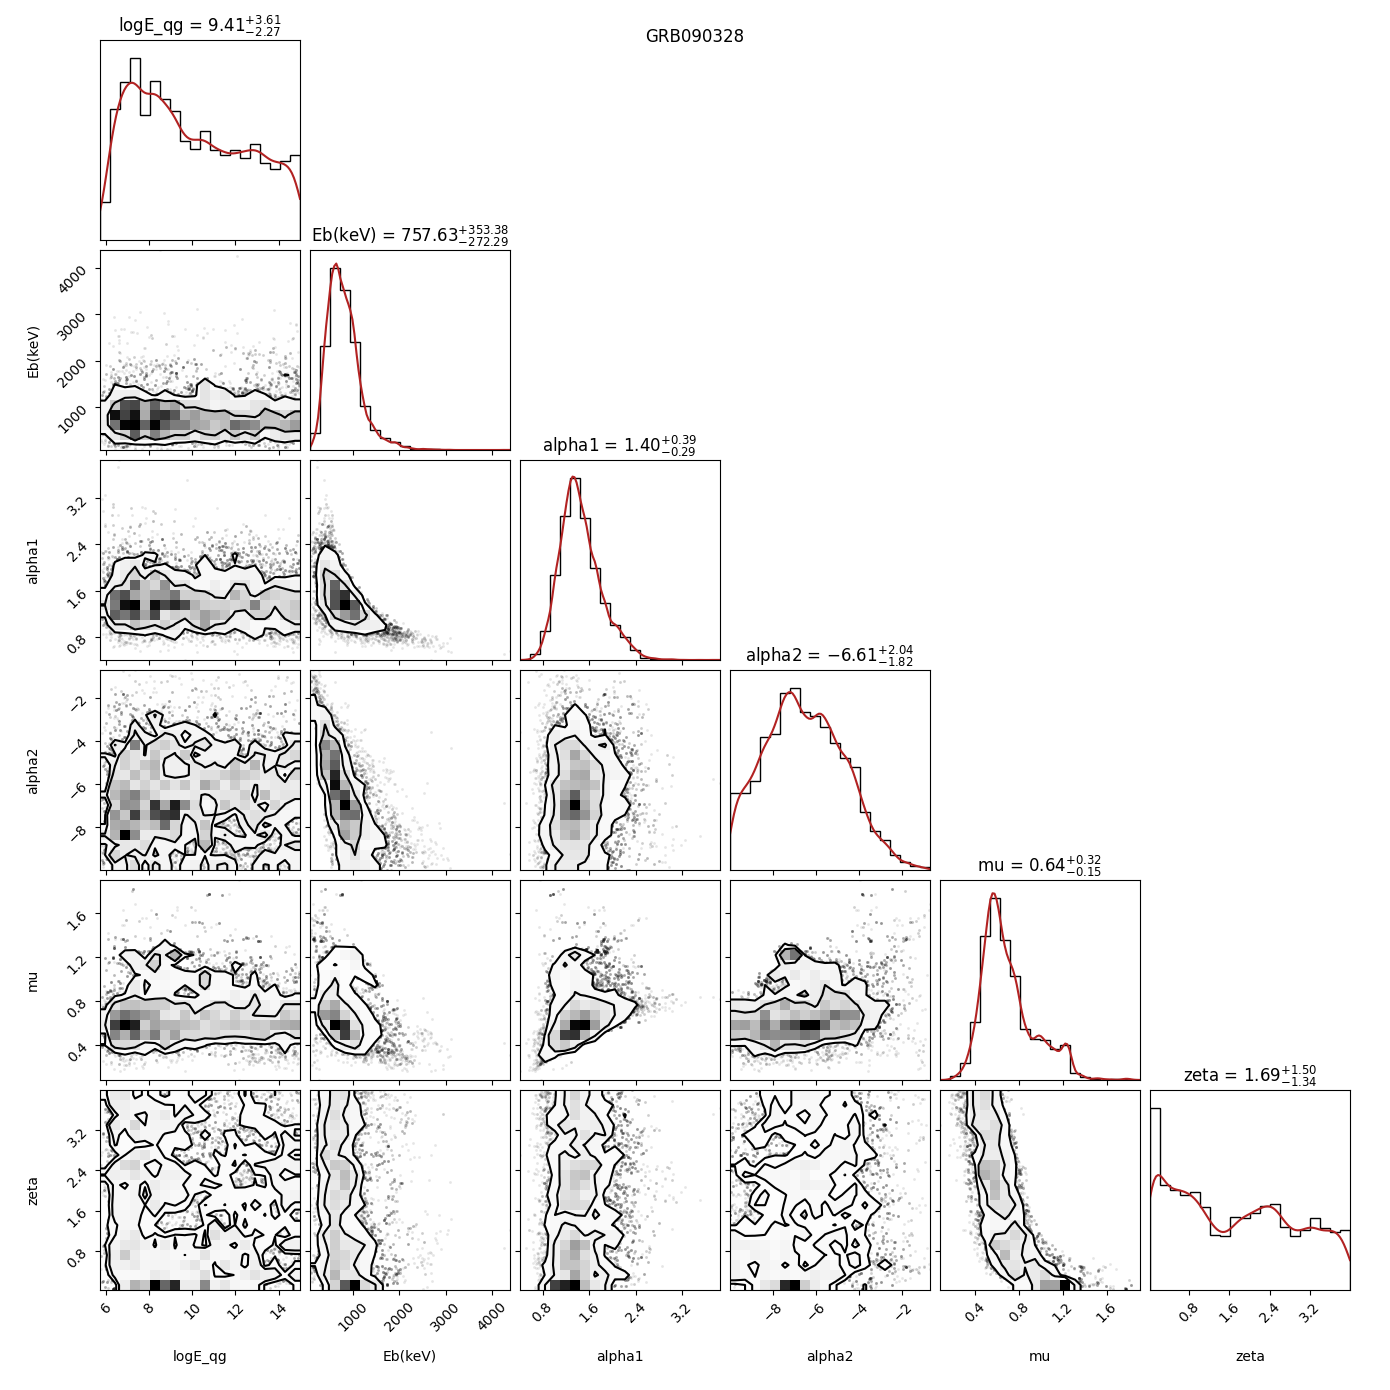 logE_qg = 9.41+3.61 −2.27
GRB090328
Eb(keV) = 757.63+353.38 −272.29
4000
3000
2000
1000
Eb(keV)
alpha1 = 1.40+0.39 −0.29
3.2
2.4
1.6
0.8
alpha1
alpha2 = −6.61+2.04 −1.82
−2
−4
−6
−8
alpha2
mu = 0.64+0.32 −0.15
1.6
1.2
0.8
0.4
mu
zeta = 1.69+1.50 −1.34
3.2
2.4
1.6
0.8
zeta
6 8 10 12 14
1000 2000 3000 4000
0.8 1.6 2.4 3.2
−8 −6 −4 −2
0.4 0.8 1.2 1.6
0.8 1.6 2.4 3.2
logE_qg Eb(keV) alpha1 alpha2 mu zeta